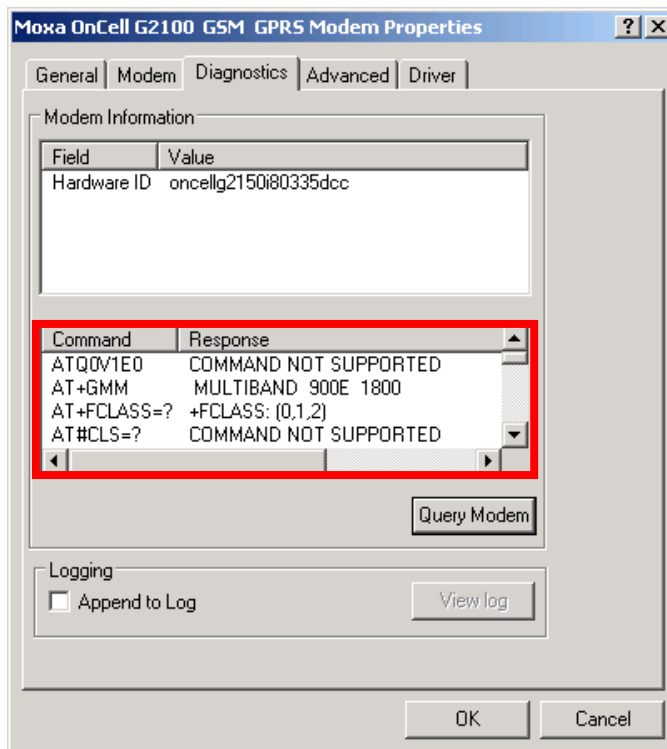 Moxa OnCell G2100 GSM GPRS Modem Properties
General Modem Diagnostics Advanced Driver
Modem Information
Field Value
Hardware ID oncellg2150i80335dcc
Command Response
ATQ0V1E0 COMMAND NOT SUPPORTED
AT+GMM MULTIBAND 900E 1800
AT+FCLASS=? +FCLASS: (0,1,2)
AT#CLS=? COMMAND NOT SUPPORTED
Query Modem
Logging
Append to Log View log
OK Cancel